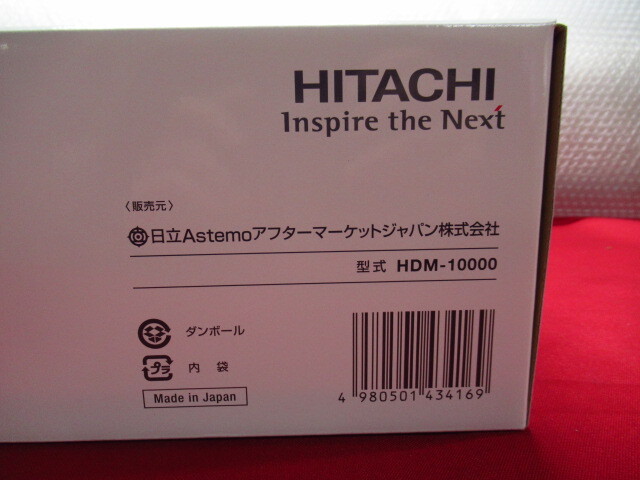 HITACHI
Inspire the Next
〈販売元〉
日立Astemoアフターマーケットジャパン株式会社
型式 HDM-10000
ダンボール
プラ
内 袋
Made in Japan
4 980501 434169